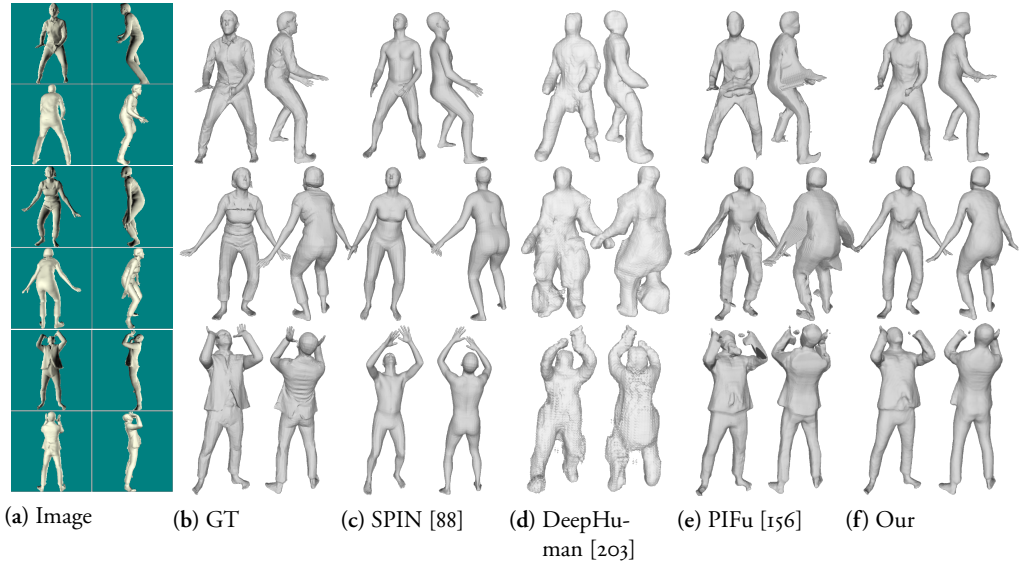 (a) Image
(b) GT
(c) SPIN [88]
(d) DeepHu-
man [203]
(e) PIFu [156]
(f) Our